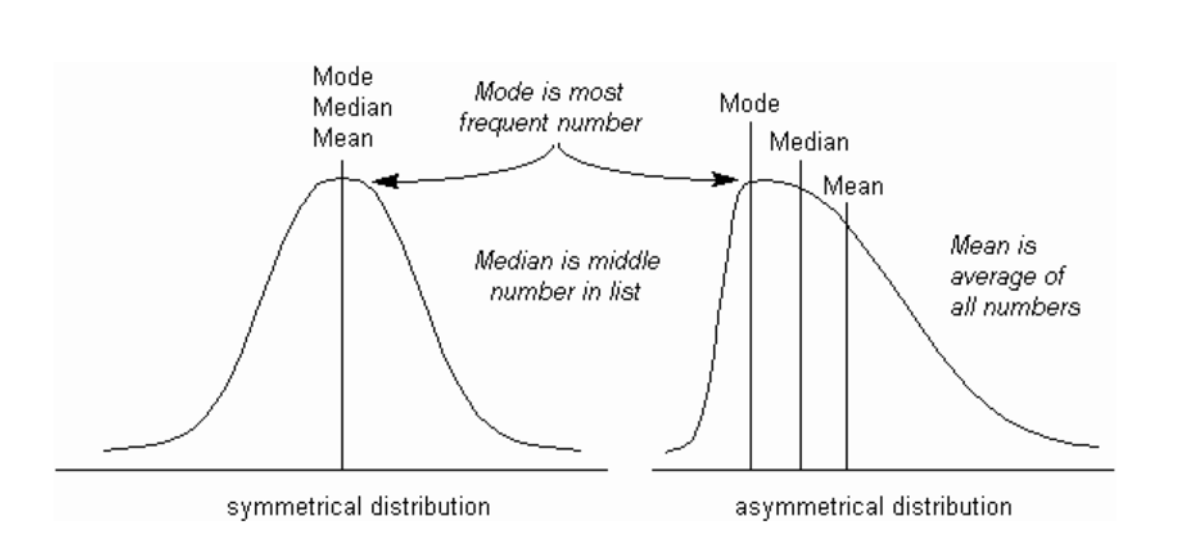 Mode
Median
Mean
Mode is most
frequent number
Mode
Median
Mean
Median is middle
number in list
Mean is
average of
all numbers
symmetrical distribution
asymmetrical distribution